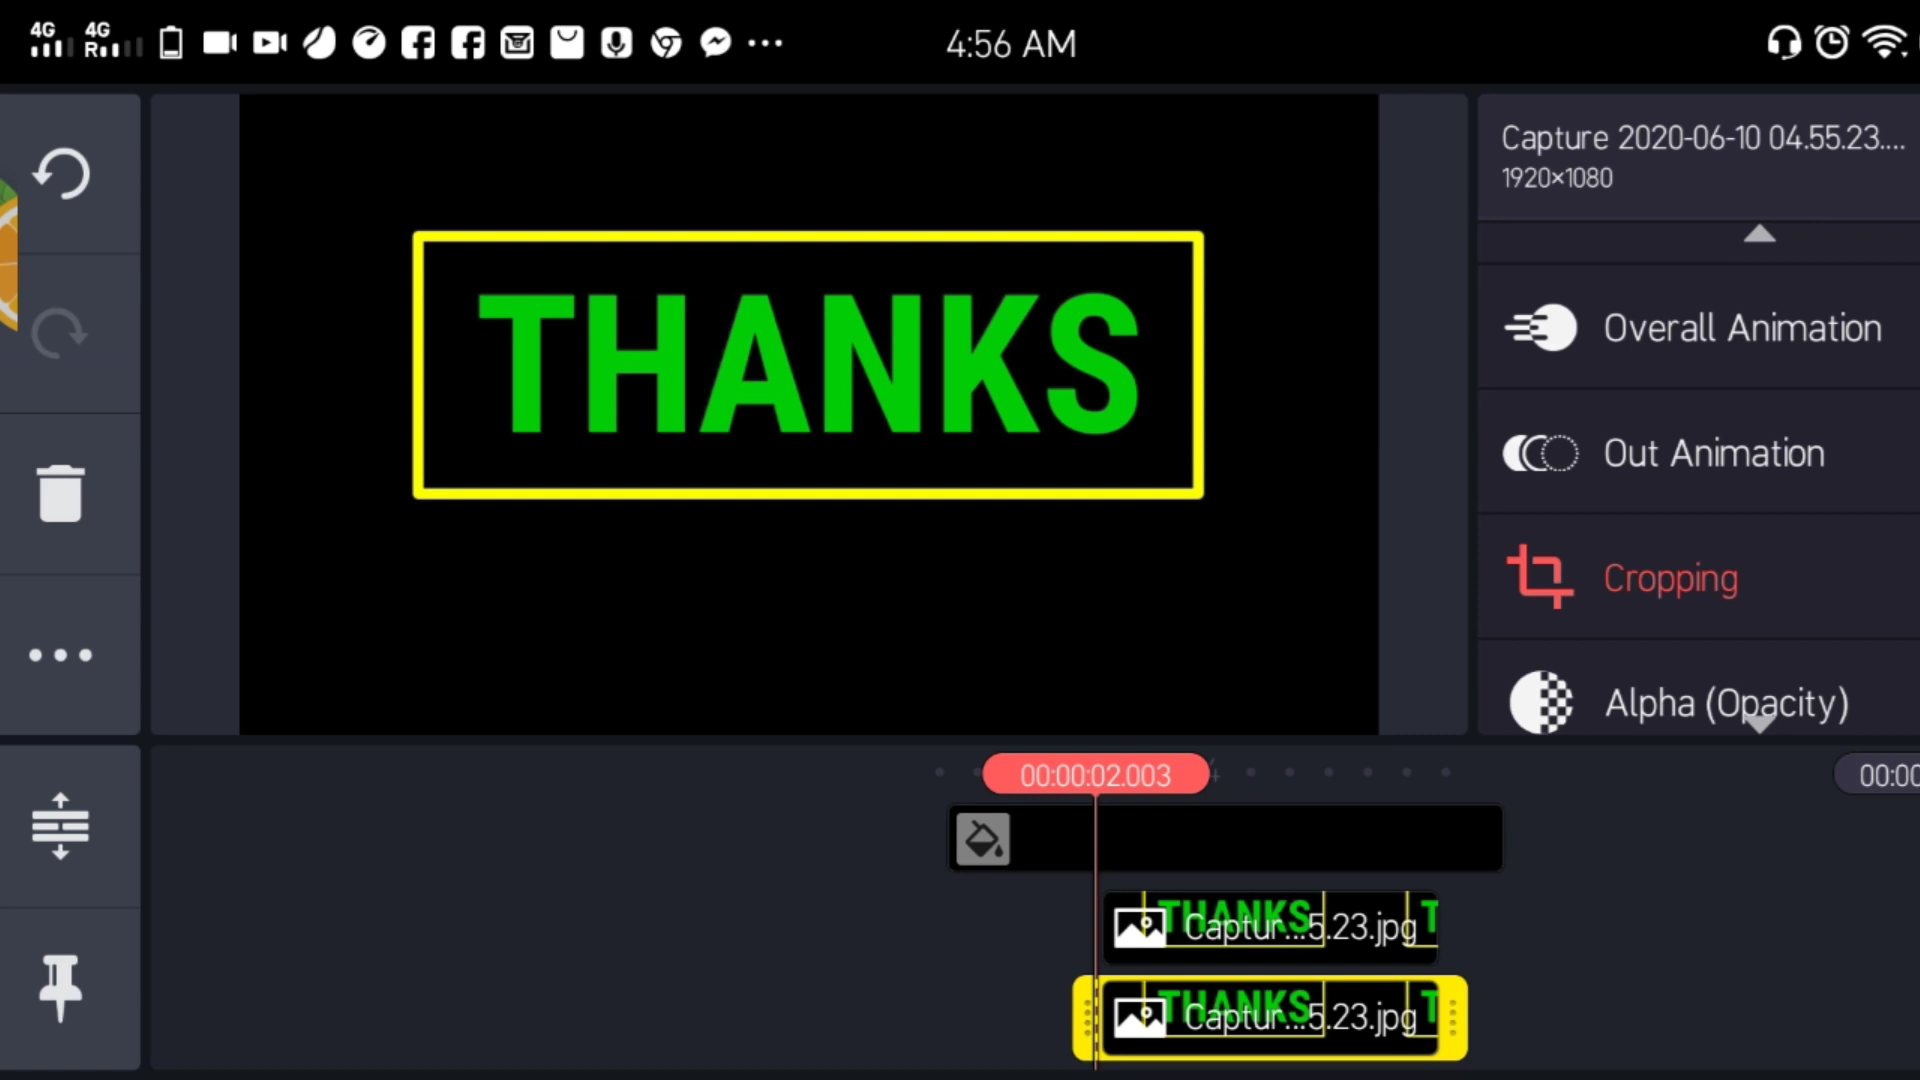 4G 4G R 4:56 AM
Capture 2020-06-10 04.55.23....
1920×1080
THANKS
Overall Animation
Out Animation
Cropping
Alpha (Opacity)
00:00:02.003
00:00
THANKS T
Captur...5.23.jpg
THANKS T
Captur...5.23.jpg